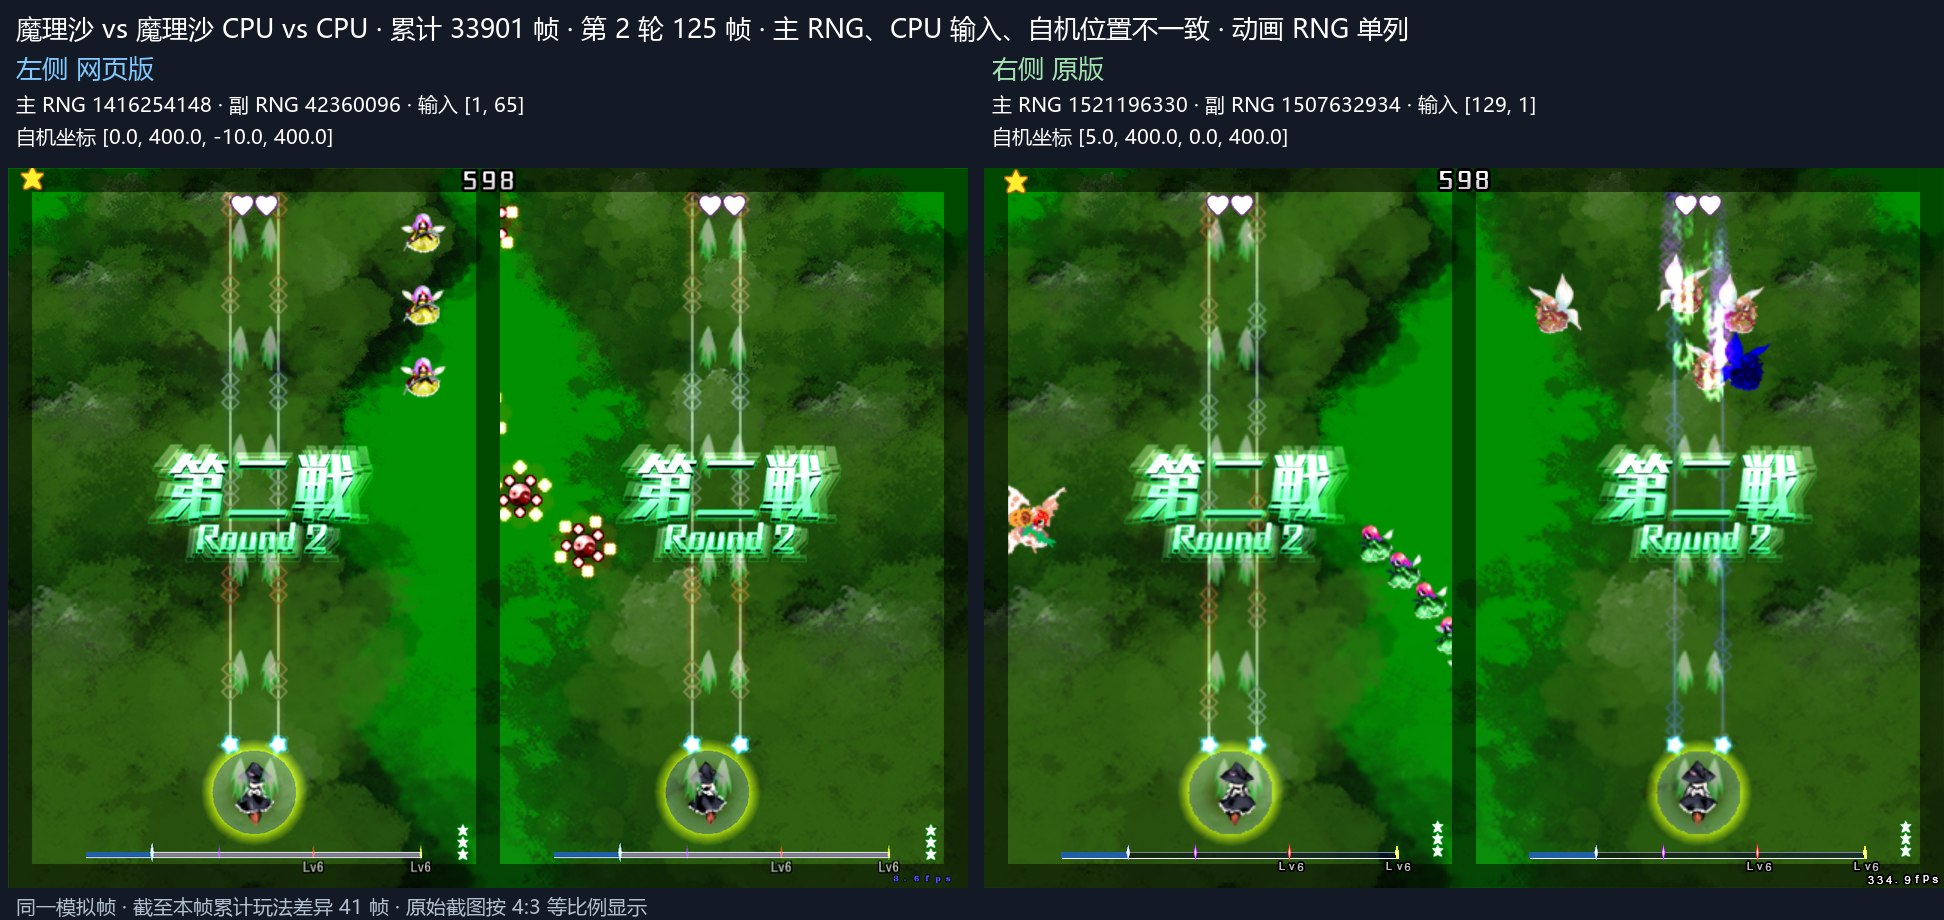 魔理沙 vs 魔理沙 CPU vs CPU · 累计 33901 帧 · 第 2 轮 125 帧 · 主 RNG、CPU 输入、自机位置不一致 · 动画 RNG 单列
左侧 网页版
主 RNG 1416254148 · 副 RNG 42360096 · 输入 [1, 65]
自机坐标 [0.0, 400.0, -10.0, 400.0]
右侧 原版
主 RNG 1521196330 · 副 RNG 1507632934 · 输入 [129, 1]
自机坐标 [5.0, 400.0, 0.0, 400.0]
598
第二戦
Round 2
第二戦
Round 2
Lv6
Lv6
Lv6
Lv6
3.6fps
598
第二戦
Round 2
第二戦
Round 2
Lv6
Lv6
Lv6
Lv6
334.9fps
同一模拟帧 · 截至本帧累计玩法差异 41 帧 · 原始截图按 4:3 等比例显示